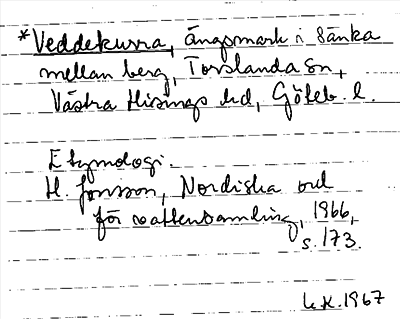 *Veddekurra, ängsmark i sänka
mellan berg, Torslanda sn,
Västra Hisings hd, Göteb. l.
Etymologi.
H. Jonsson, Nordiska ord
för vattensamling, 1966,
s. 173.
1967